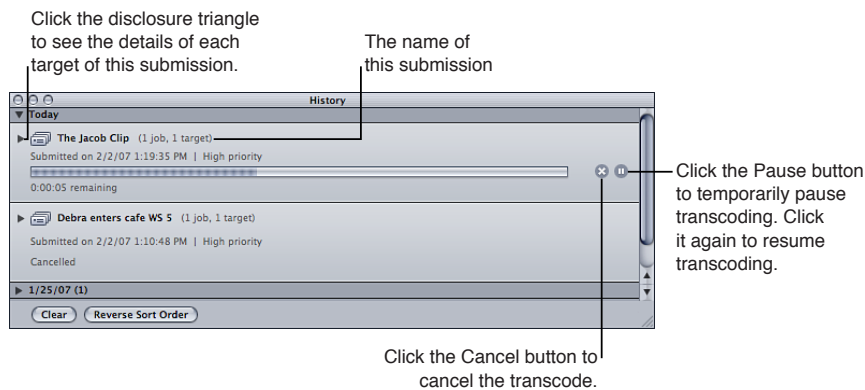 Click the disclosure triangle
to see the details of each
target of this submission.
The name of
this submission
History
Today
The Jacob Clip (1 job, 1 target)
Submitted on 2/2/07 1:19:35 PM | High priority
0:00:05 remaining
Click the Pause button
to temporarily pause
transcoding. Click
it again to resume
transcoding.
Debra enters cafe WS 5 (1 job, 1 target)
Submitted on 2/2/07 1:10:48 PM | High priority
Cancelled
1/25/07 (1)
Clear Reverse Sort Order
Click the Cancel button to
cancel the transcode.